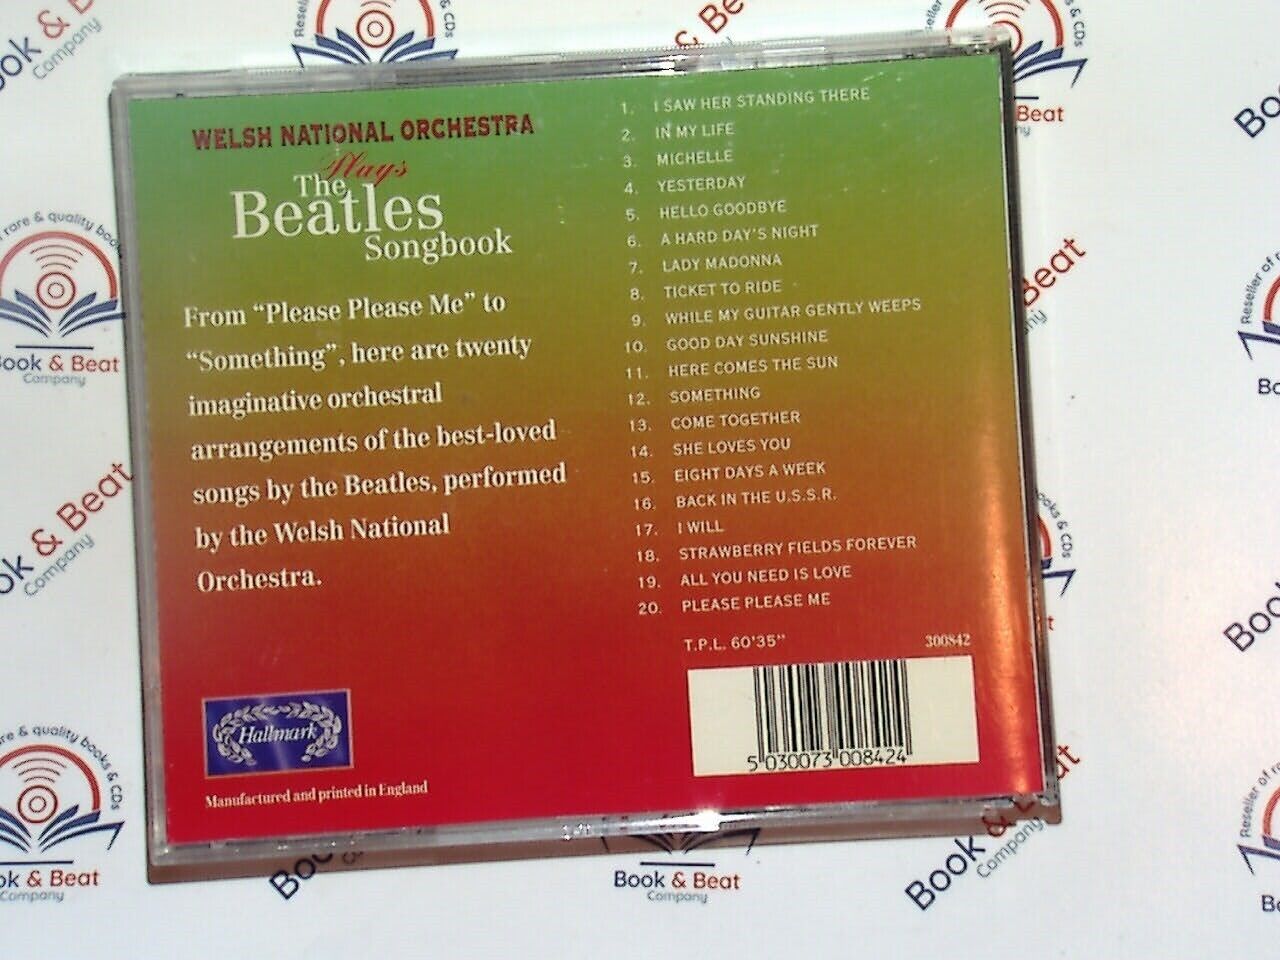 WELSH NATIONAL ORCHESTRA
Plays
The
Beatles
Songbook
From “Please Please Me” to
“Something”, here are twenty
imaginative orchestral
arrangements of the best-loved
songs by the Beatles, performed
by the Welsh National
Orchestra.
1. I SAW HER STANDING THERE
2. IN MY LIFE
3. MICHELLE
4. YESTERDAY
5. HELLO GOODBYE
6. A HARD DAY'S NIGHT
7. LADY MADONNA
8. TICKET TO RIDE
9. WHILE MY GUITAR GENTLY WEEPS
10. GOOD DAY SUNSHINE
11. HERE COMES THE SUN
12. SOMETHING
13. COME TOGETHER
14. SHE LOVES YOU
15. EIGHT DAYS A WEEK
16. BACK IN THE U.S.S.R.
17. I WILL
18. STRAWBERRY FIELDS FOREVER
19. ALL YOU NEED IS LOVE
20. PLEASE PLEASE ME
T.P.L. 60'35"
300842
5 030073 008424
Hallmark
Manufactured and printed in England
Book & Beat
Company
Book & Beat
Company